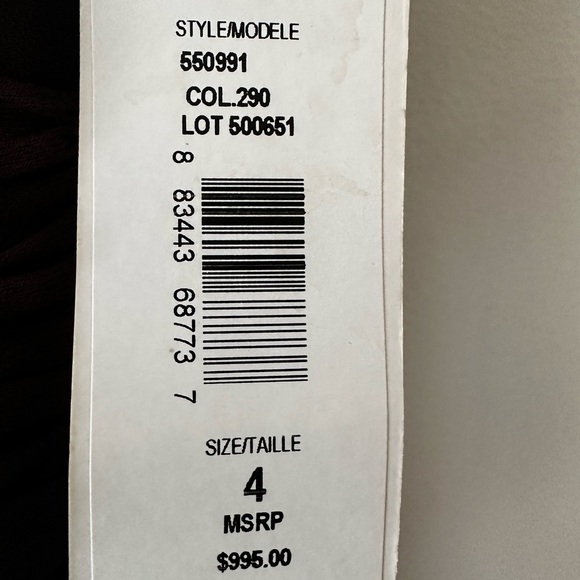 STYLE/MODELE
550991
COL.290
LOT 500651
8 83443 68773 7
SIZE/TAILLE
4
MSRP
$995.00